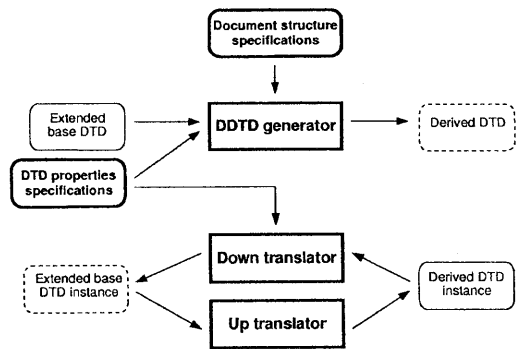 Document structure
specifications
Extended
base DTD
DDTD generator
Derived DTD
DTD properties
specifications
Down translator
Extended base
DTD instance
Derived DTD
instance
Up translator